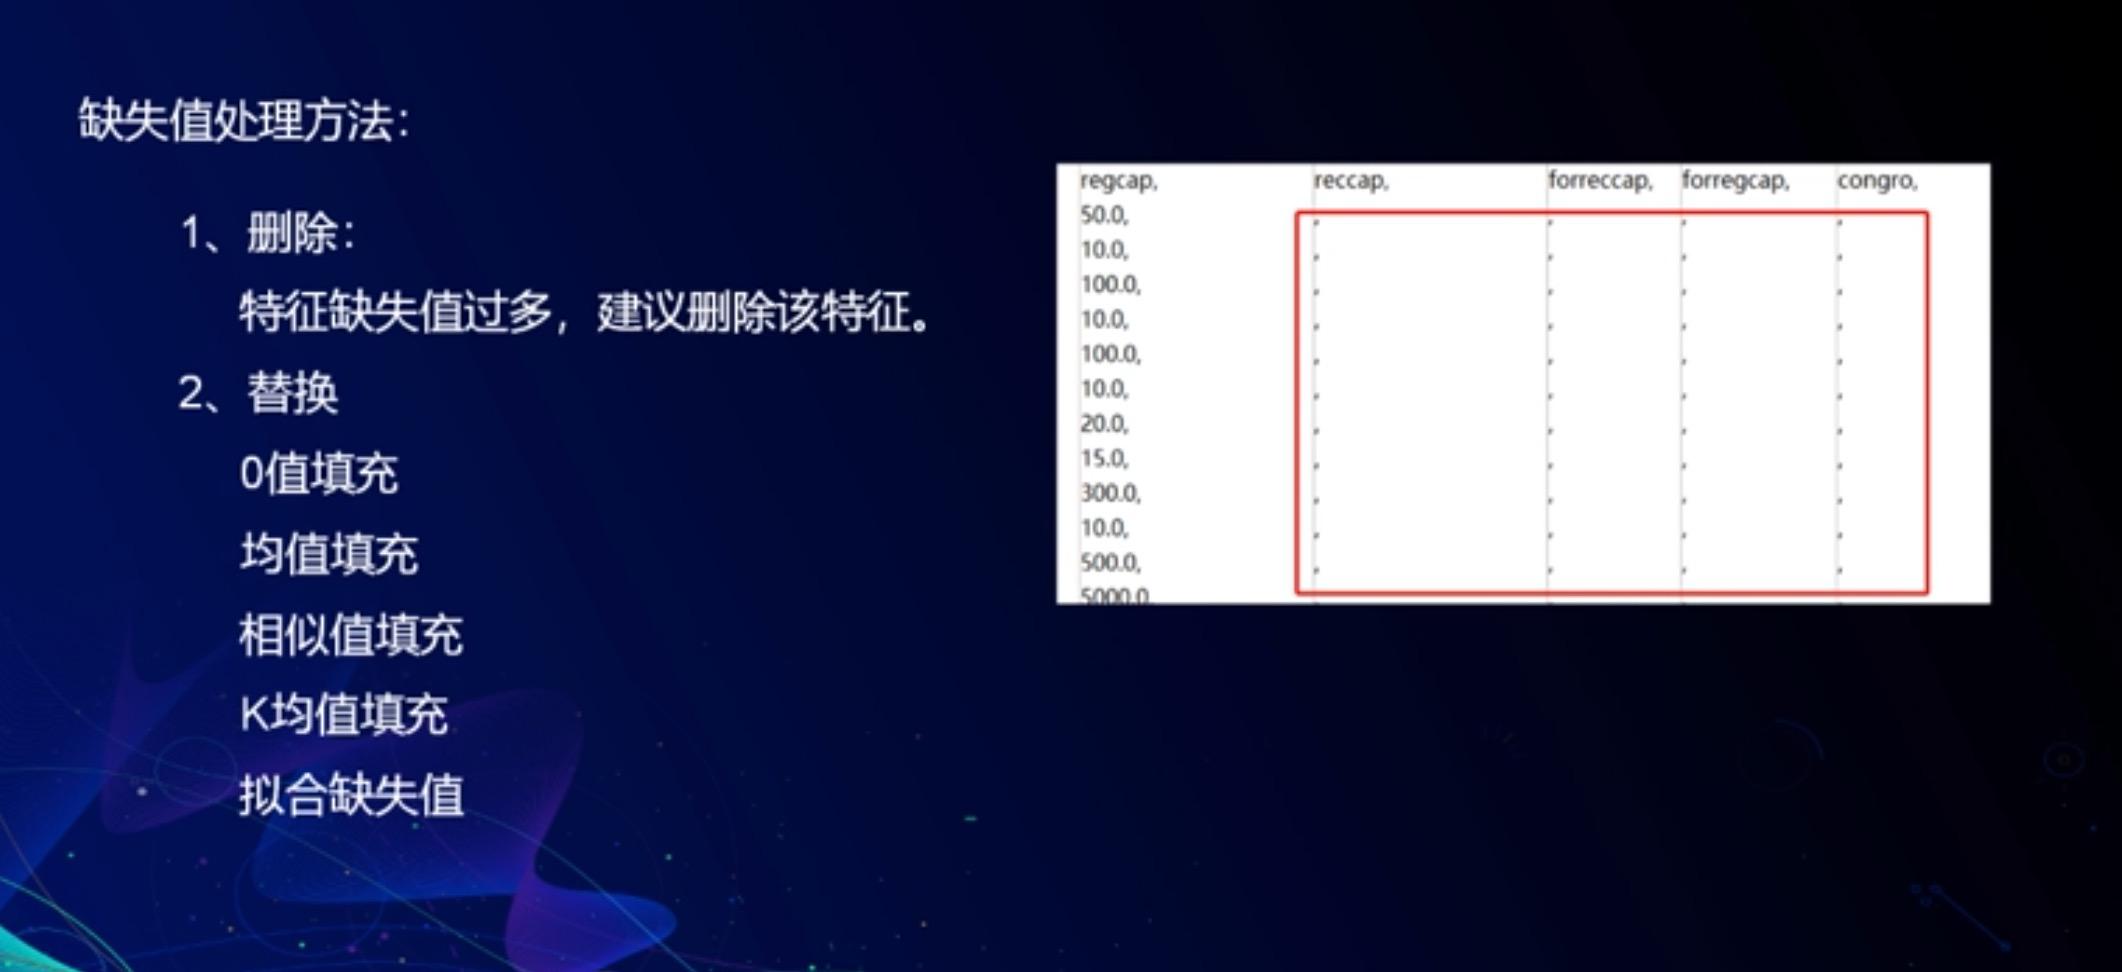 缺失值处理方法：
1、删除：
特征缺失值过多，建议删除该特征。
2、替换
0值填充
均值填充
相似值填充
K均值填充
拟合缺失值
regcap, reccap, forreccap, forregcap, congro,
50.0, , , , ,
10.0, , , , ,
100.0, , , , ,
10.0, , , , ,
100.0, , , , ,
10.0, , , , ,
20.0, , , , ,
15.0, , , , ,
300.0, , , , ,
10.0, , , , ,
500.0, , , , ,
5000.0